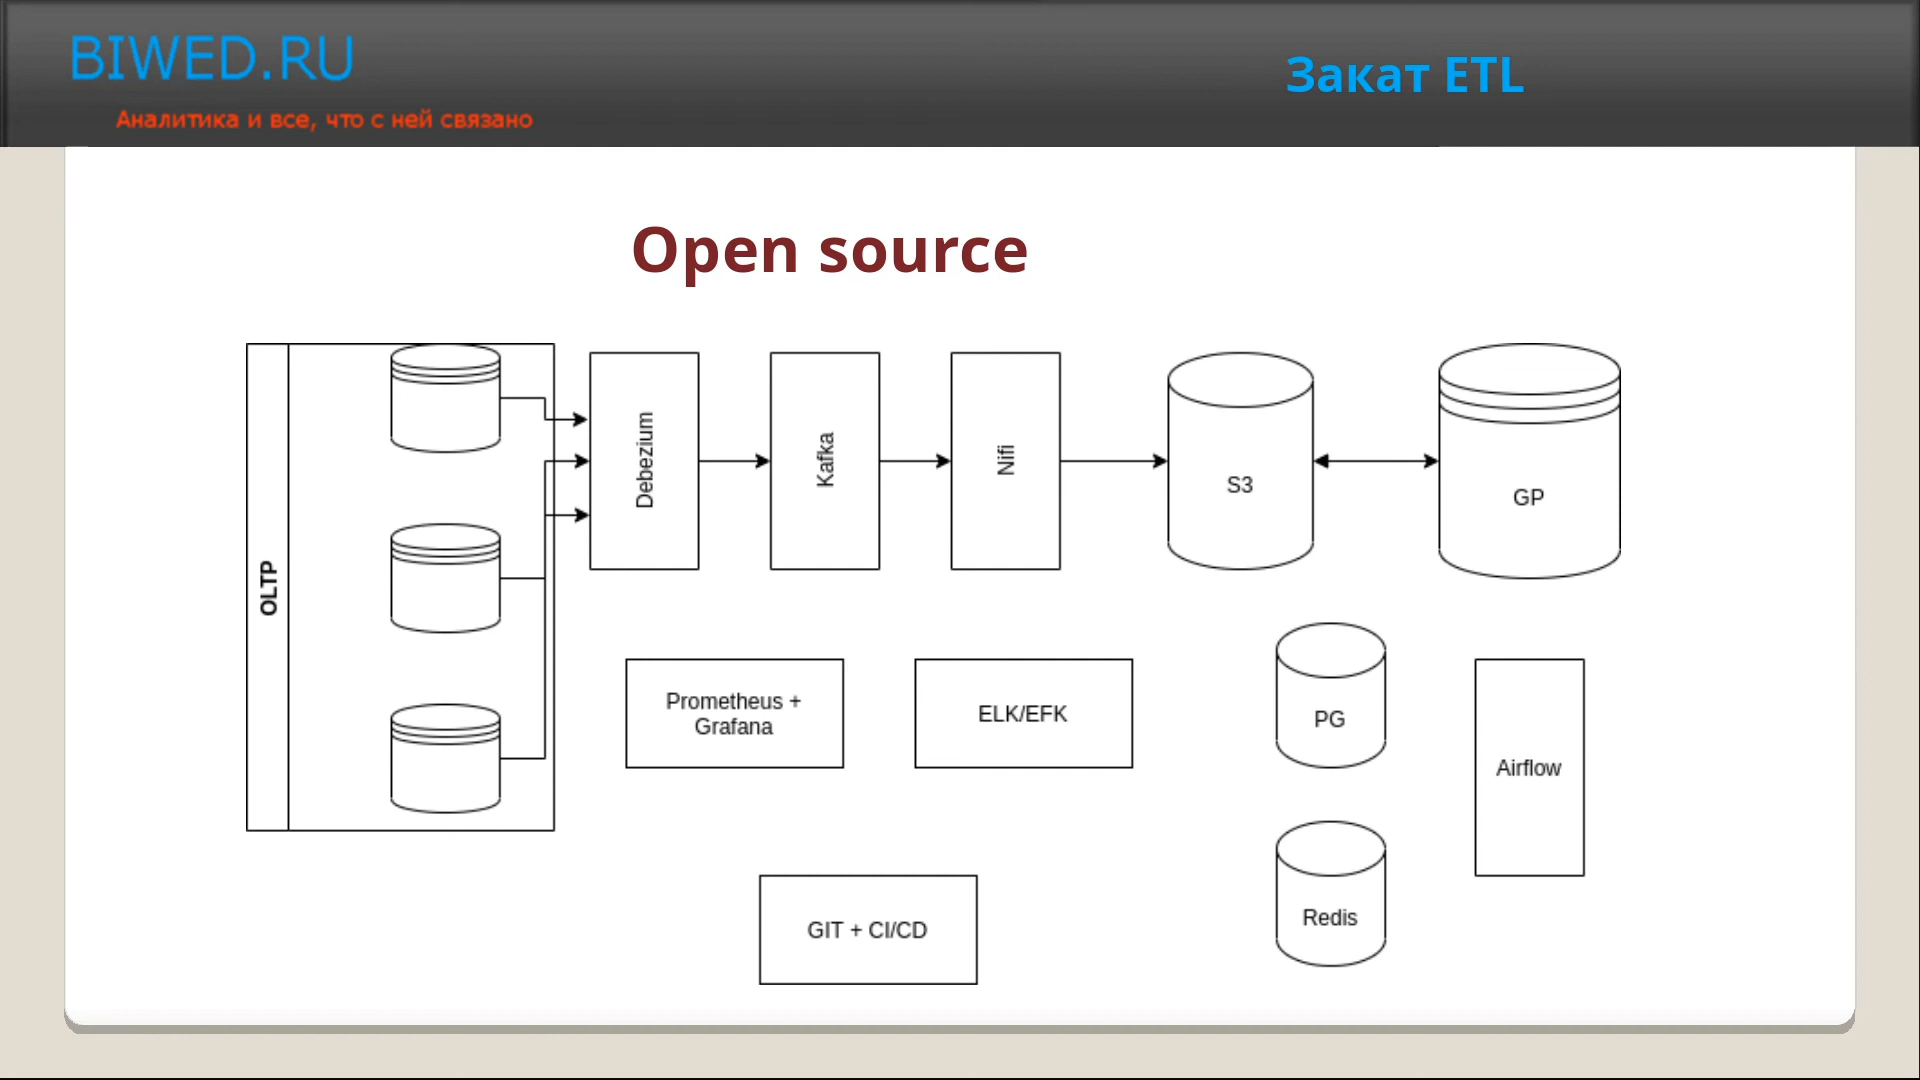 BIWED.RU
Аналитика и все, что с ней связано
Закат ETL
Open source
OLTP
Debezium
Kafka
Nifi
S3
GP
Prometheus +
Grafana
ELK/EFK
PG
Airflow
Redis
GIT + CI/CD